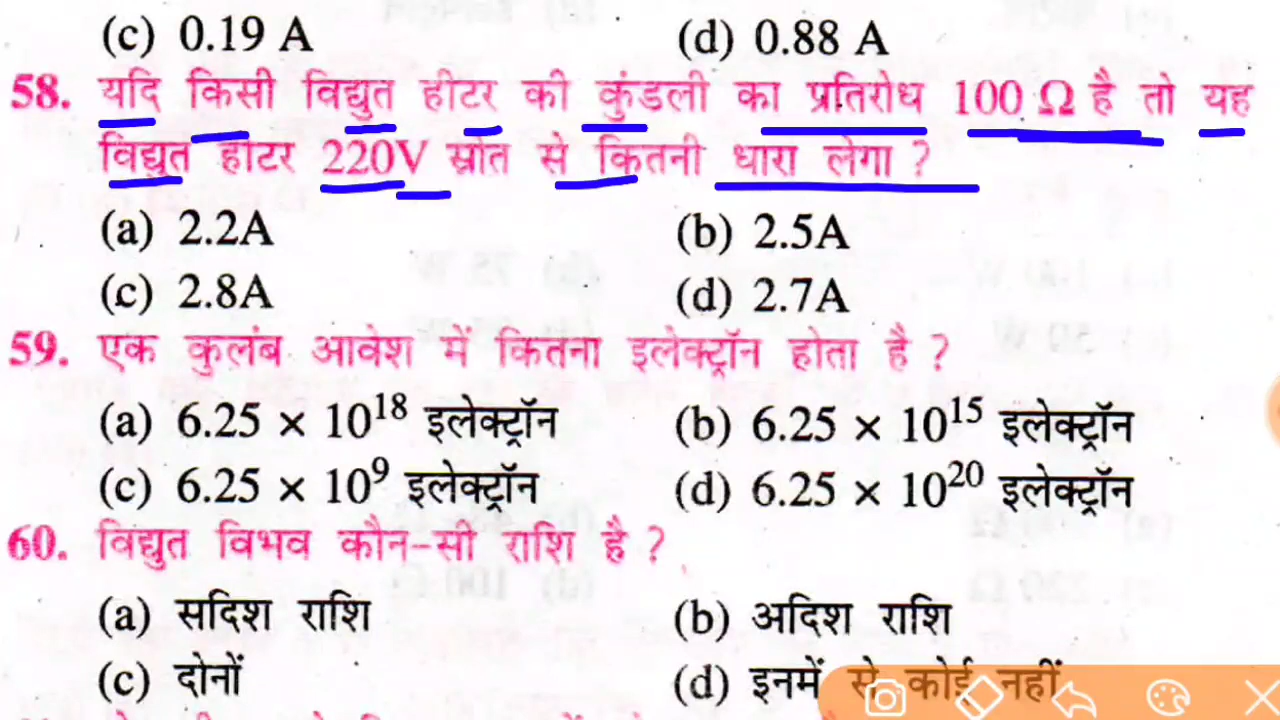 (c) 0.19 A (d) 0.88 A
58. यदि किसी विद्युत हीटर की कुंडली का प्रतिरोध 100 Ω है तो यह
विद्युत हीटर 220V स्रोत से कितनी धारा लेगा ?
(a) 2.2A (b) 2.5A
(c) 2.8A (d) 2.7A
59. एक कुलंब आवेश में कितना इलेक्ट्रॉन होता है ?
(a) 6.25 × 10¹⁸ इलेक्ट्रॉन (b) 6.25 × 10¹⁵ इलेक्ट्रॉन
(c) 6.25 × 10⁹ इलेक्ट्रॉन (d) 6.25 × 10²⁰ इलेक्ट्रॉन
60. विद्युत विभव कौन-सी राशि है ?
(a) सदिश राशि (b) अदिश राशि
(c) दोनों (d) इनमें से कोई नहीं